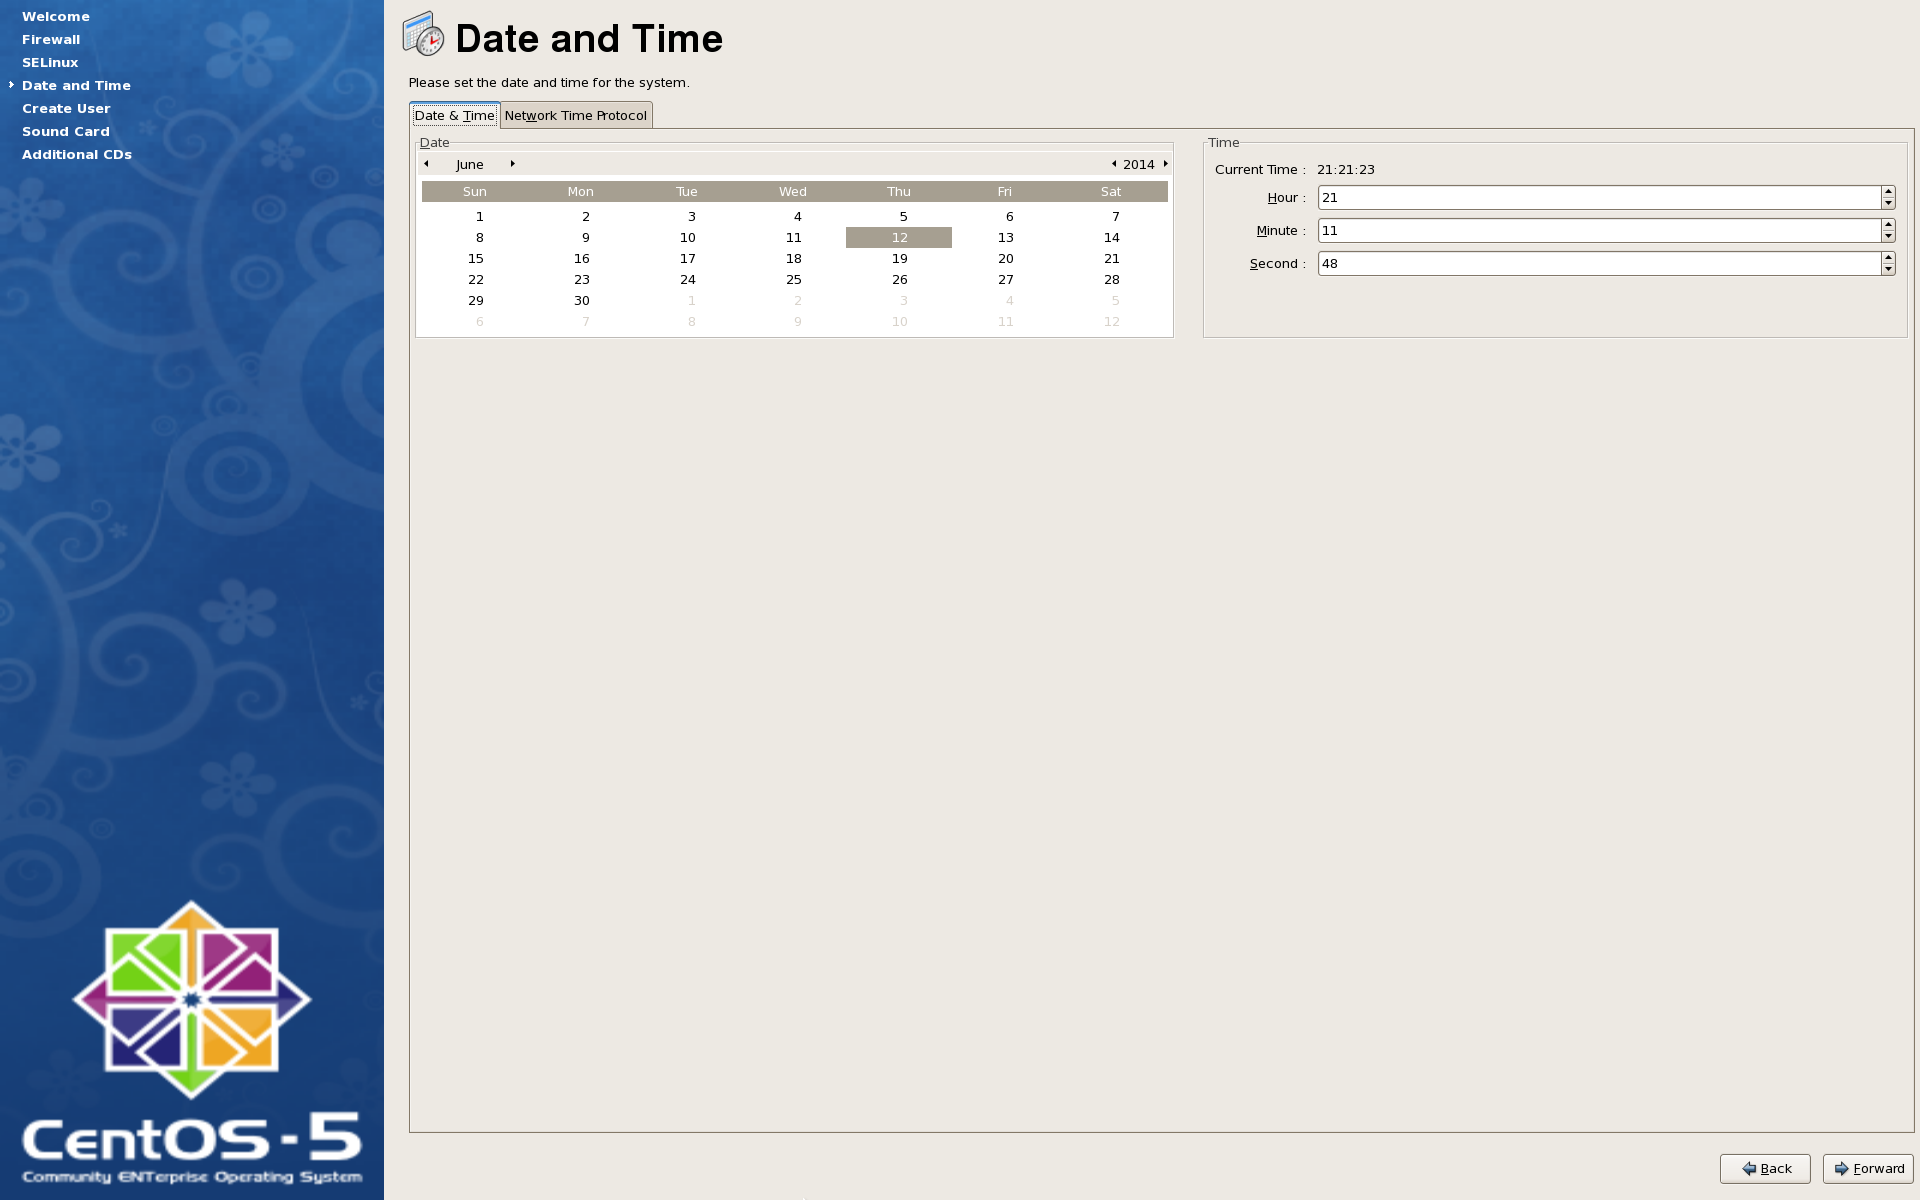 Welcome
Firewall
SELinux
Date and Time
Create User
Sound Card
Additional CDs
CentOS-5
Community ENTerprise Operating System
Date and Time
Please set the date and time for the system.
Date & Time Network Time Protocol
Date
June 2014
Sun Mon Tue Wed Thu Fri Sat
1 2 3 4 5 6 7
8 9 10 11 12 13 14
15 16 17 18 19 20 21
22 23 24 25 26 27 28
29 30 1 2 3 4 5
6 7 8 9 10 11 12
Time
Current Time : 21:21:23
Hour : 21
Minute : 11
Second : 48
Back Forward